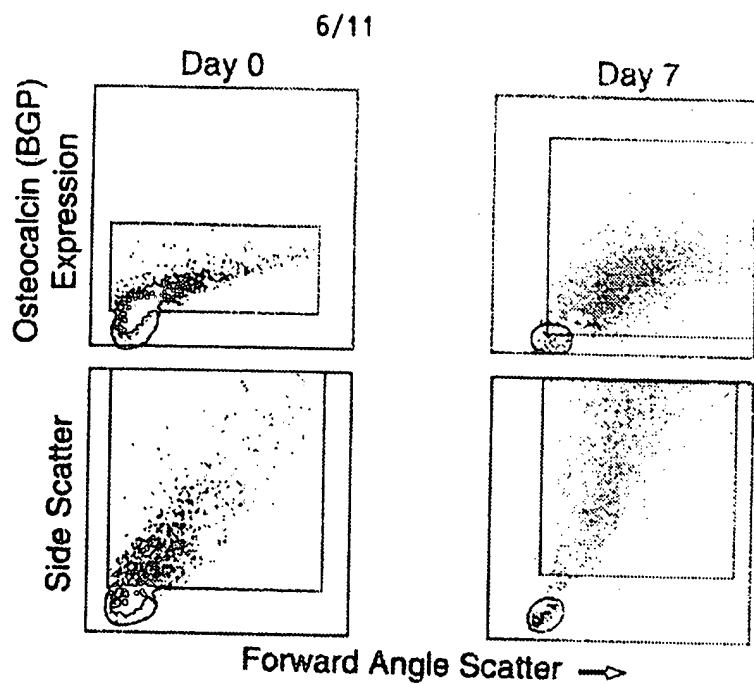 6/11
Day 0
Day 7
Osteocalcin (BGP)
Expression
Side Scatter
Forward Angle Scatter